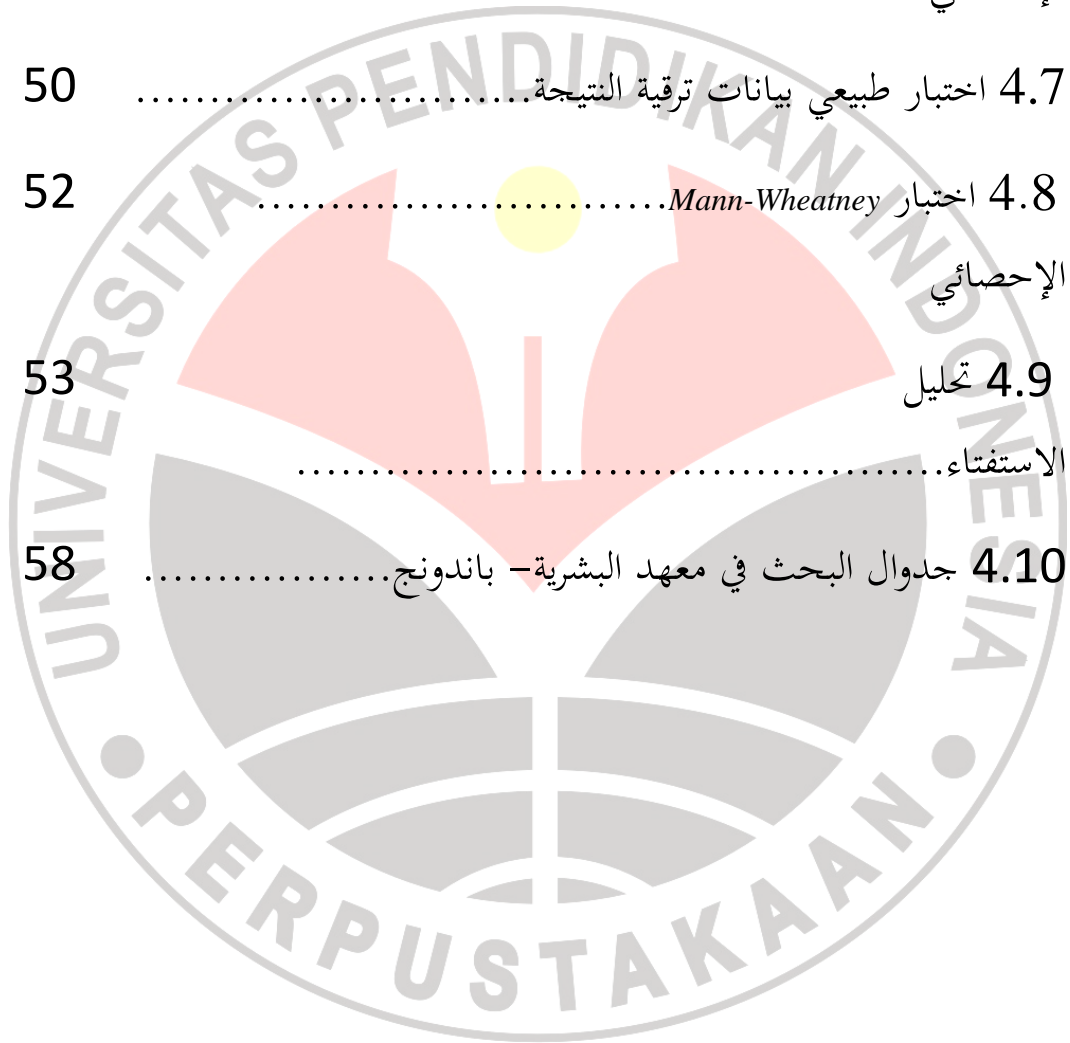 4.7 اختبار طبيعي بيانات ترقية النتيجة........................... 50
4.8 اختبار Mann-Wheatney............................ 52
الإحصائي
4.9 تحليل 53
الاستفتاء............................................
4.10 جدوال البحث في معهد البشرية– باندونج................. 58
UNIVERSITAS PENDIDIKAN INDONESIA
PERPUSTAKAAN